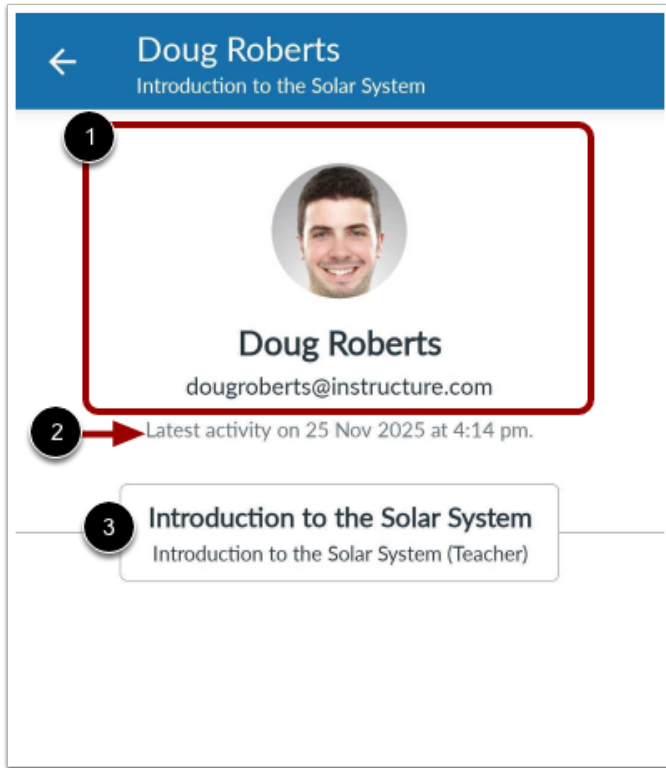 Doug Roberts
Introduction to the Solar System
1
Doug Roberts
dougroberts@instructure.com
2
Latest activity on 25 Nov 2025 at 4:14 pm.
3
Introduction to the Solar System
Introduction to the Solar System (Teacher)